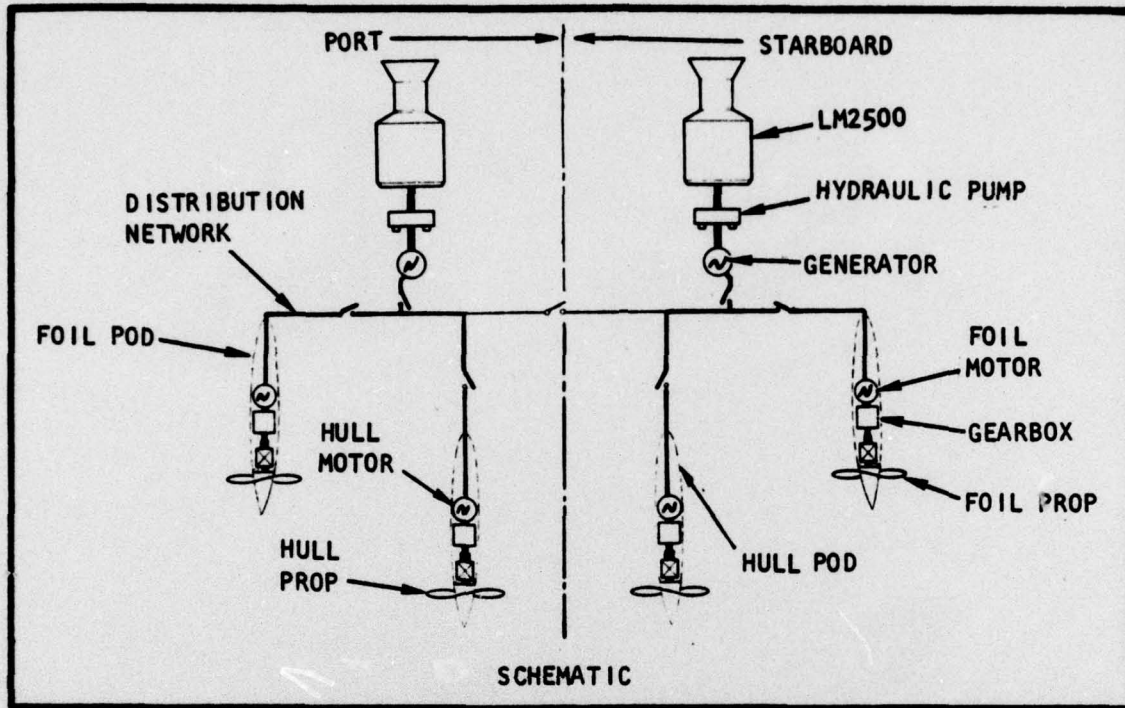 PORT
STARBOARD
LM2500
HYDRAULIC PUMP
DISTRIBUTION
NETWORK
GENERATOR
FOIL POD
FOIL
MOTOR
HULL
MOTOR
GEARBOX
FOIL PROP
HULL
PROP
HULL POD
SCHEMATIC